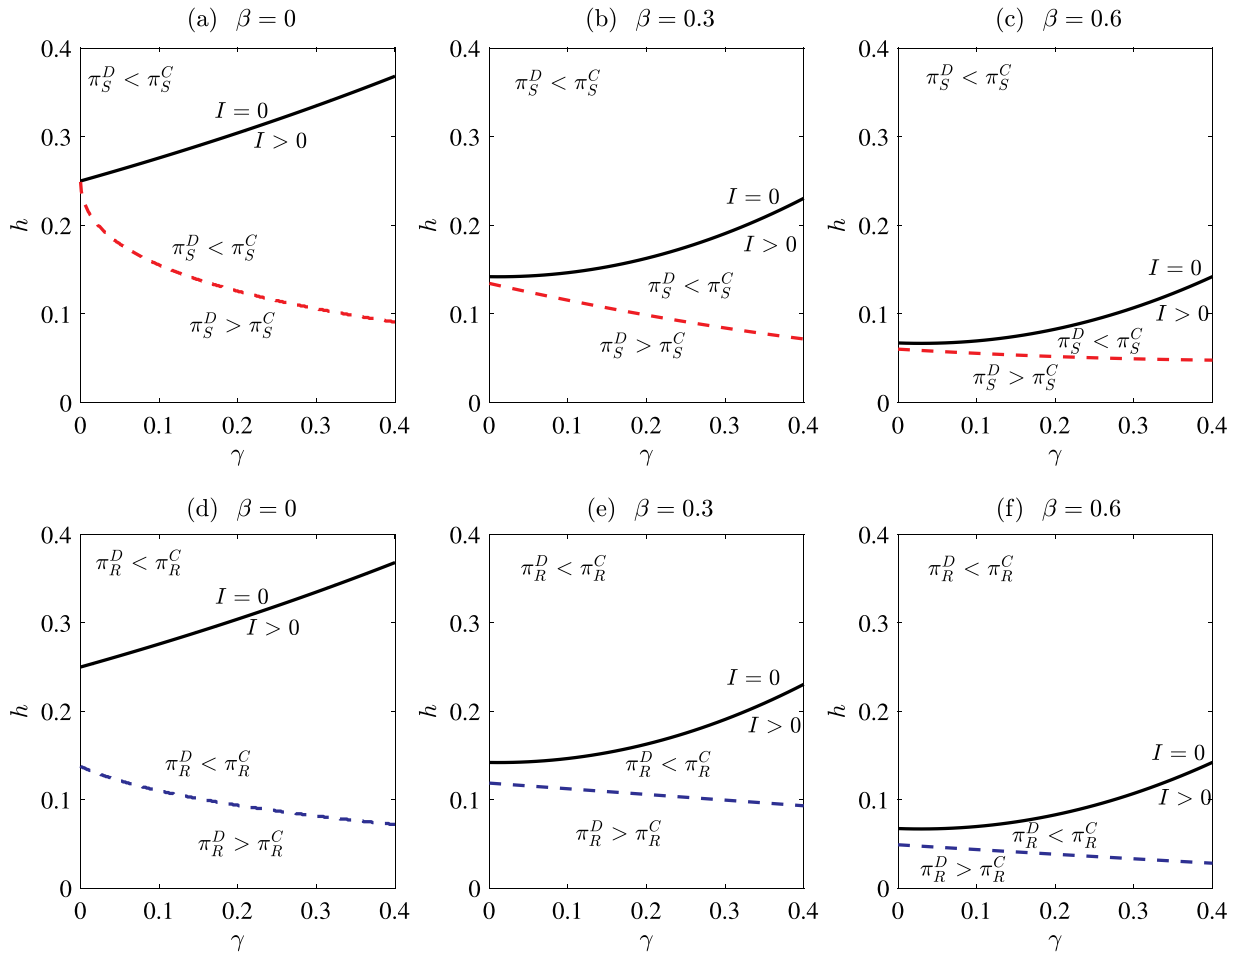 (a) β = 0
0.4
0.3
0.2
0.1
0
h
π_S^D < π_S^C
I = 0
I > 0
π_S^D < π_S^C
π_S^D > π_S^C
0 0.1 0.2 0.3 0.4
γ
(b) β = 0.3
0.4
0.3
0.2
0.1
0
h
π_S^D < π_S^C
I = 0
I > 0
π_S^D < π_S^C
π_S^D > π_S^C
0 0.1 0.2 0.3 0.4
γ
(c) β = 0.6
0.4
0.3
0.2
0.1
0
h
π_S^D < π_S^C
I = 0
I > 0
π_S^D < π_S^C
π_S^D > π_S^C
0 0.1 0.2 0.3 0.4
γ
(d) β = 0
0.4
0.3
0.2
0.1
0
h
π_R^D < π_R^C
I = 0
I > 0
π_R^D < π_R^C
π_R^D > π_R^C
0 0.1 0.2 0.3 0.4
γ
(e) β = 0.3
0.4
0.3
0.2
0.1
0
h
π_R^D < π_R^C
I = 0
I > 0
π_R^D < π_R^C
π_R^D > π_R^C
0 0.1 0.2 0.3 0.4
γ
(f) β = 0.6
0.4
0.3
0.2
0.1
0
h
π_R^D < π_R^C
I = 0
I > 0
π_R^D < π_R^C
π_R^D > π_R^C
0 0.1 0.2 0.3 0.4
γ